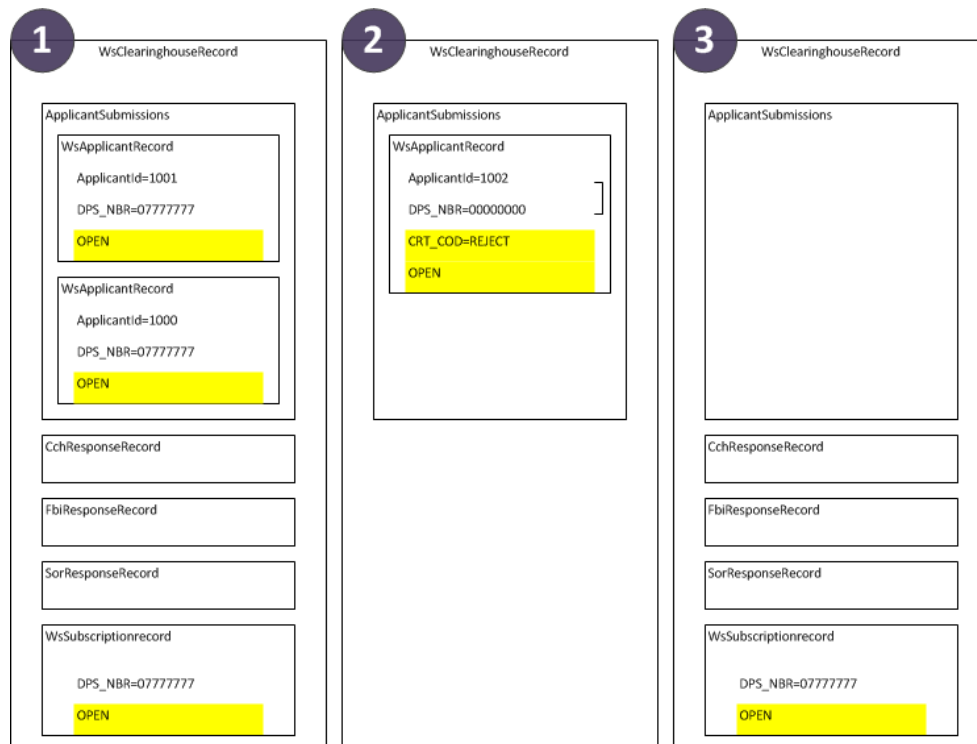 1
WsClearinghouseRecord
ApplicantSubmissions
WsApplicantRecord
ApplicantId=1001
DPS_NBR=07777777
OPEN
WsApplicantRecord
ApplicantId=1000
DPS_NBR=07777777
OPEN
CchResponseRecord
FbiResponseRecord
SorResponseRecord
WsSubscriptionrecord
DPS_NBR=07777777
OPEN
2
WsClearinghouseRecord
ApplicantSubmissions
WsApplicantRecord
ApplicantId=1002
DPS_NBR=00000000
CRT_COD=REJECT
OPEN
3
WsClearinghouseRecord
ApplicantSubmissions
CchResponseRecord
FbiResponseRecord
SorResponseRecord
WsSubscriptionrecord
DPS_NBR=07777777
OPEN